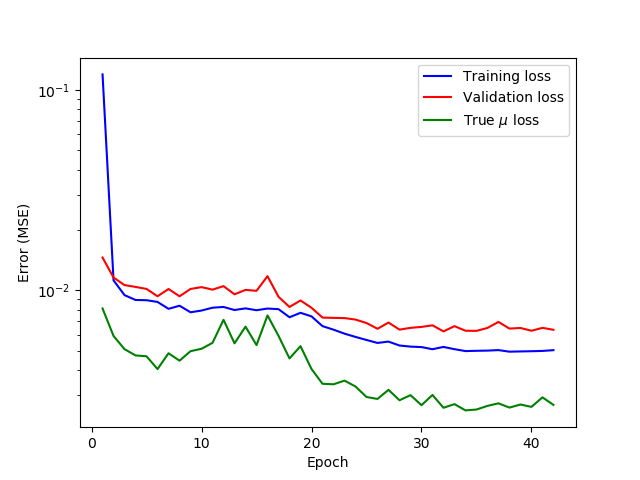 Training loss
Validation loss
True μ loss
10⁻¹
10⁻²
Error (MSE)
0
10
20
30
40
Epoch